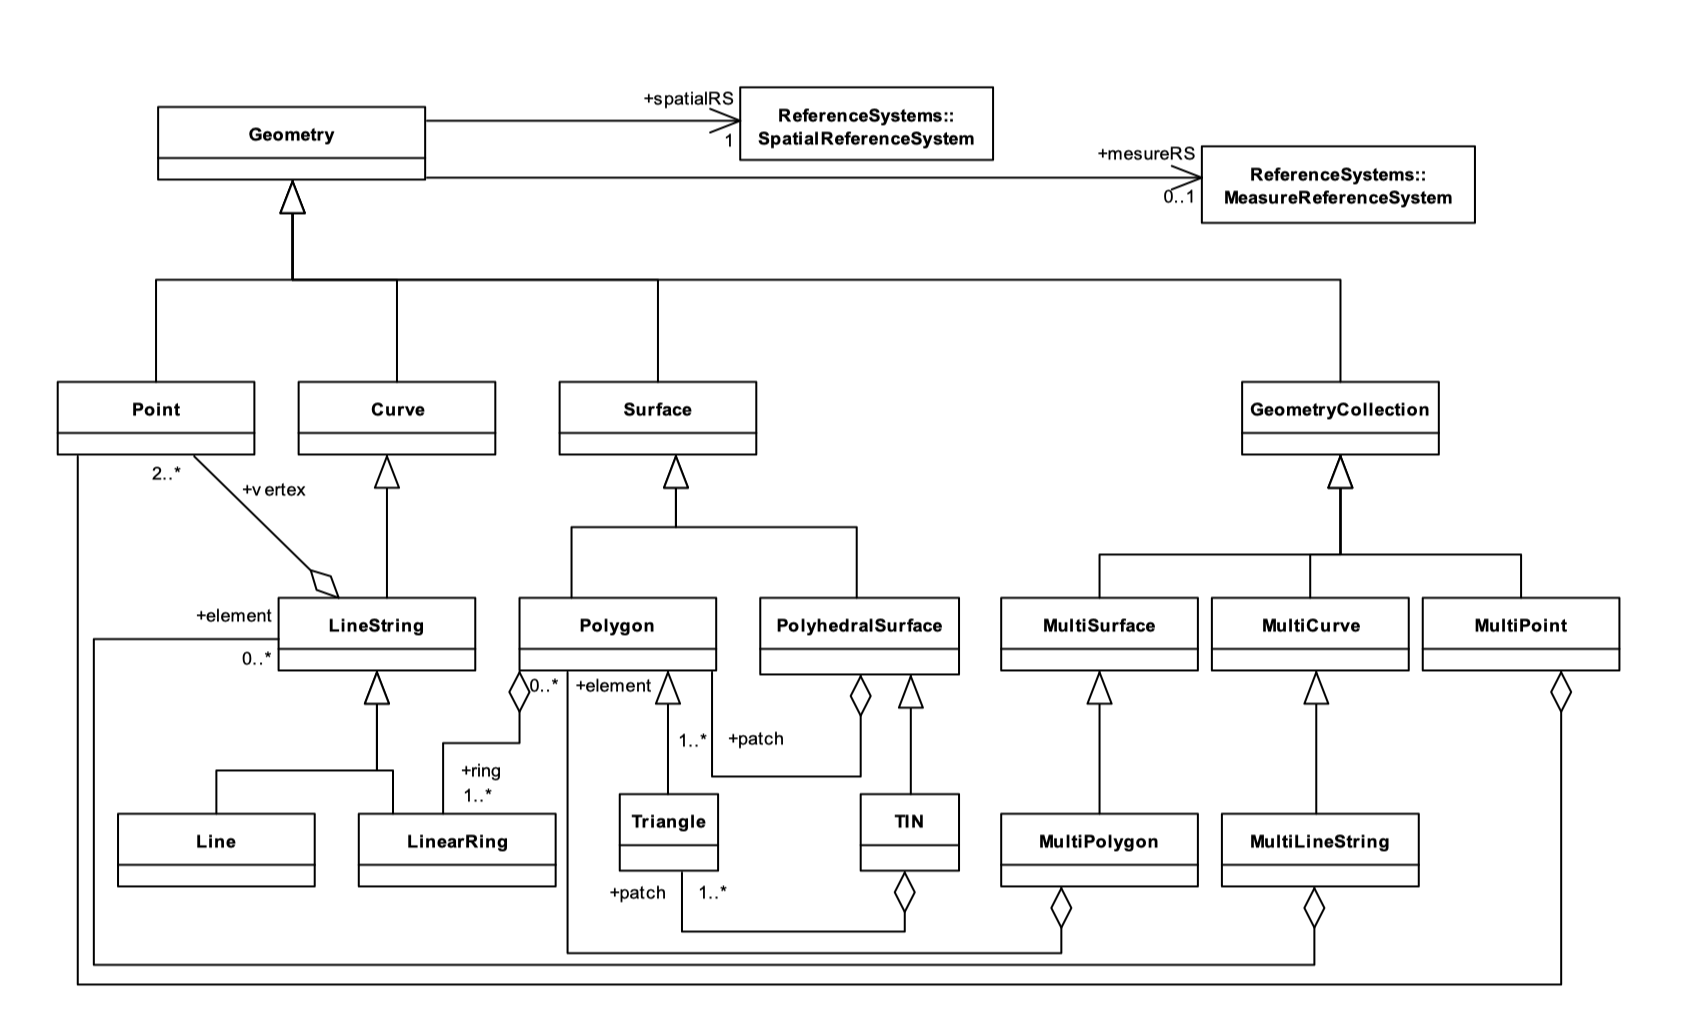 +spatialRS
ReferenceSystems::
SpatialReferenceSystem
Geometry
1
+mesureRS
ReferenceSystems::
MeasureReferenceSystem
0..1
Point
Curve
Surface
GeometryCollection
2..*
+vertex
+element
LineString
Polygon
PolyhedralSurface
MultiSurface
MultiCurve
MultiPoint
0..*
0..*
+element
1..*
+patch
+ring
1..*
Triangle
TIN
Line
LinearRing
MultiPolygon
MultiLineString
+patch
1..*